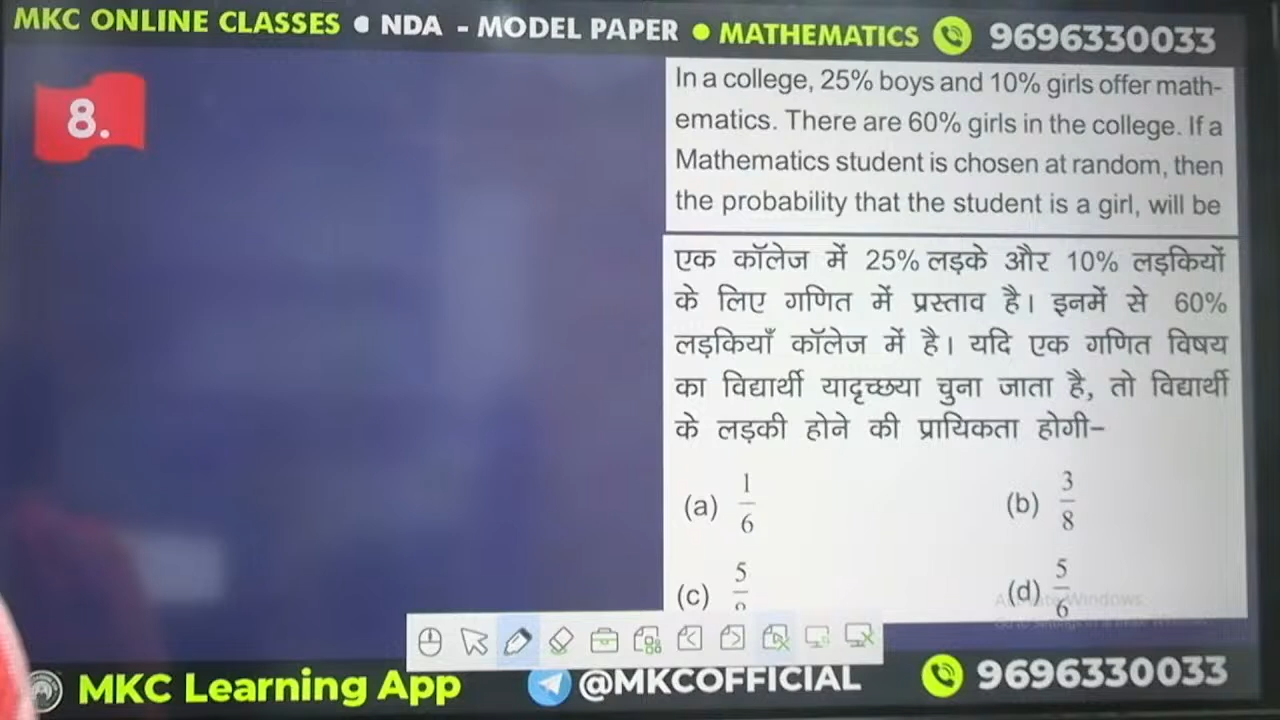 MKC ONLINE CLASSES ● NDA - MODEL PAPER ● MATHEMATICS 9696330033
8.
In a college, 25% boys and 10% girls offer math-
ematics. There are 60% girls in the college. If a
Mathematics student is chosen at random, then
the probability that the student is a girl, will be
एक कॉलेज में 25% लड़के और 10% लड़कियों
के लिए गणित में प्रस्ताव है। इनमें से 60%
लड़कियाँ कॉलेज में है। यदि एक गणित विषय
का विद्यार्थी यादृच्छया चुना जाता है, तो विद्यार्थी
के लड़की होने की प्रायिकता होगी–
(a) 1/6 (b) 3/8
(c) 5/ (d) 5/6
Activate Windows
MKC Learning App @MKCOFFICIAL 9696330033